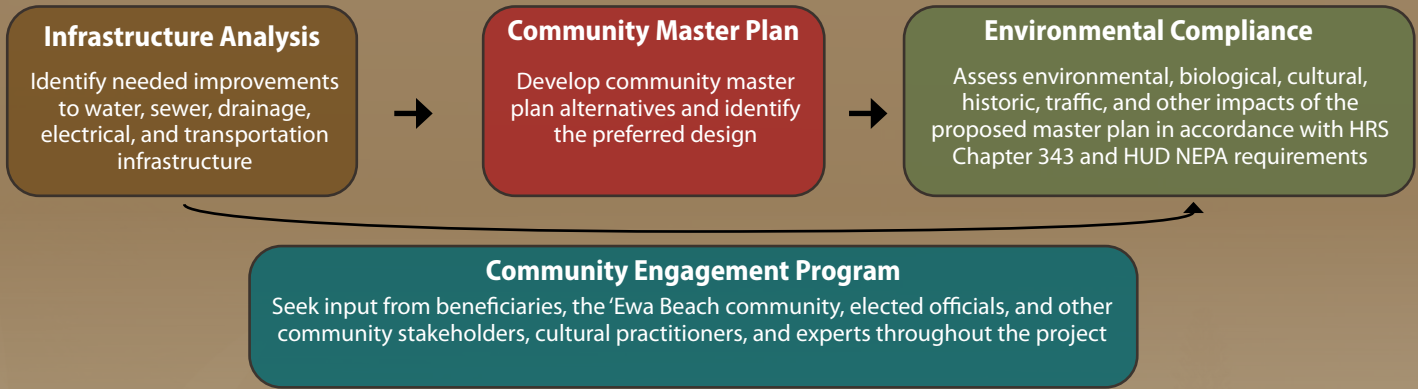 Infrastructure Analysis
Identify needed improvements
to water, sewer, drainage,
electrical, and transportation
infrastructure
Community Master Plan
Develop community master
plan alternatives and identify
the preferred design
Environmental Compliance
Assess environmental, biological, cultural,
historic, traffic, and other impacts of the
proposed master plan in accordance with HRS
Chapter 343 and HUD NEPA requirements
Community Engagement Program
Seek input from beneficiaries, the ‘Ewa Beach community, elected officials, and other
community stakeholders, cultural practitioners, and experts throughout the project